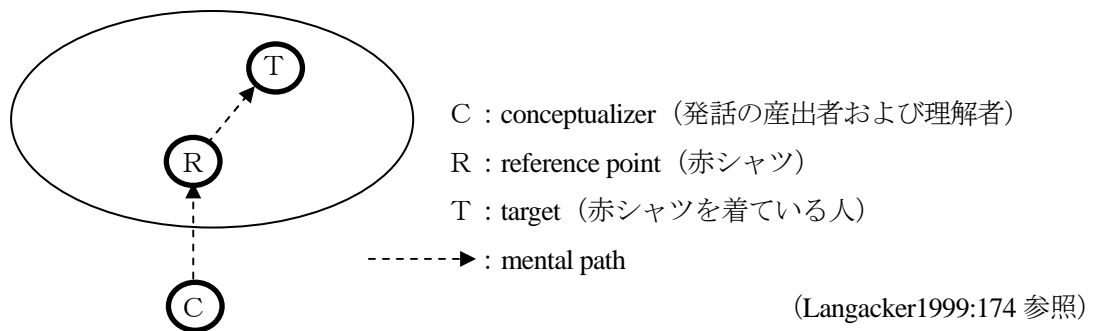 T
C：conceptualizer（発話の産出者および理解者）
R
R：reference point（赤シャツ）
T：target（赤シャツを着ている人）
：mental path
C
（Langacker1999:174 参照）